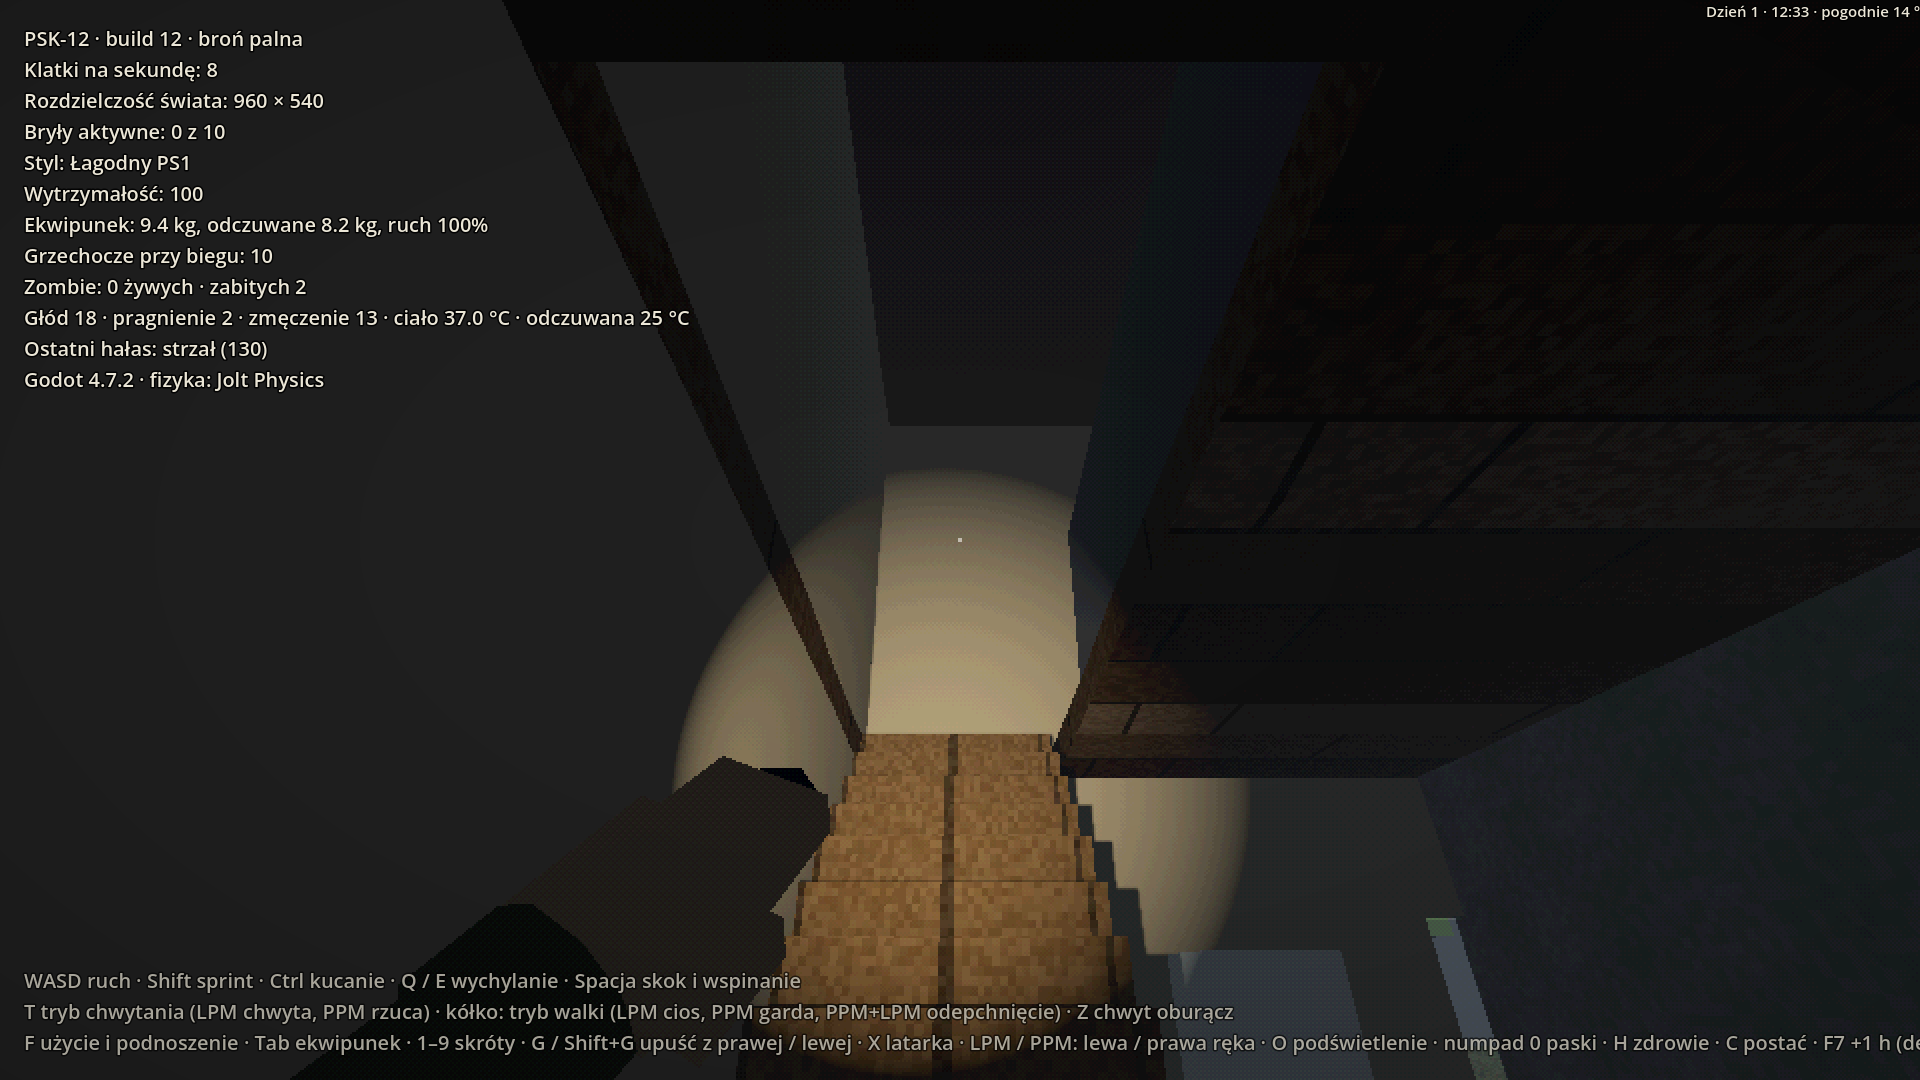 Dzień 1 · 12:33 · pogodnie 14 °
PSK-12 · build 12 · broń palna
Klatki na sekundę: 8
Rozdzielczość świata: 960 × 540
Bryły aktywne: 0 z 10
Styl: Łagodny PS1
Wytrzymałość: 100
Ekwipunek: 9.4 kg, odczuwane 8.2 kg, ruch 100%
Grzechocze przy biegu: 10
Zombie: 0 żywych · zabitych 2
Głód 18 · pragnienie 2 · zmęczenie 13 · ciało 37.0 °C · odczuwana 25 °C
Ostatni hałas: strzał (130)
Godot 4.7.2 · fizyka: Jolt Physics
WASD ruch · Shift sprint · Ctrl kucanie · Q / E wychylanie · Spacja skok i wspinanie
T tryb chwytania (LPM chwyta, PPM rzuca) · kółko: tryb walki (LPM cios, PPM garda, PPM+LPM odepchnięcie) · Z chwyt oburącz
F użycie i podnoszenie · Tab ekwipunek · 1–9 skróty · G / Shift+G upuść z prawej / lewej · X latarka · LPM / PPM: lewa / prawa ręka · O podświetlenie · numpad 0 paski · H zdrowie · C postać · F7 +1 h (de